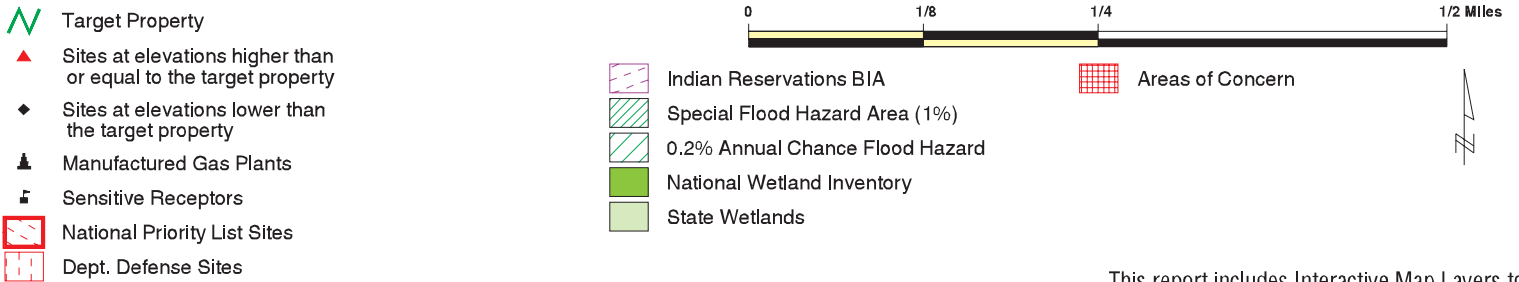 0 1/8 1/4 1/2 Miles
Target Property
Sites at elevations higher than
or equal to the target property
Sites at elevations lower than
the target property
Manufactured Gas Plants
Sensitive Receptors
National Priority List Sites
Dept. Defense Sites
Indian Reservations BIA
Special Flood Hazard Area (1%)
0.2% Annual Chance Flood Hazard
National Wetland Inventory
State Wetlands
Areas of Concern
This report includes Interactive Map Layers to